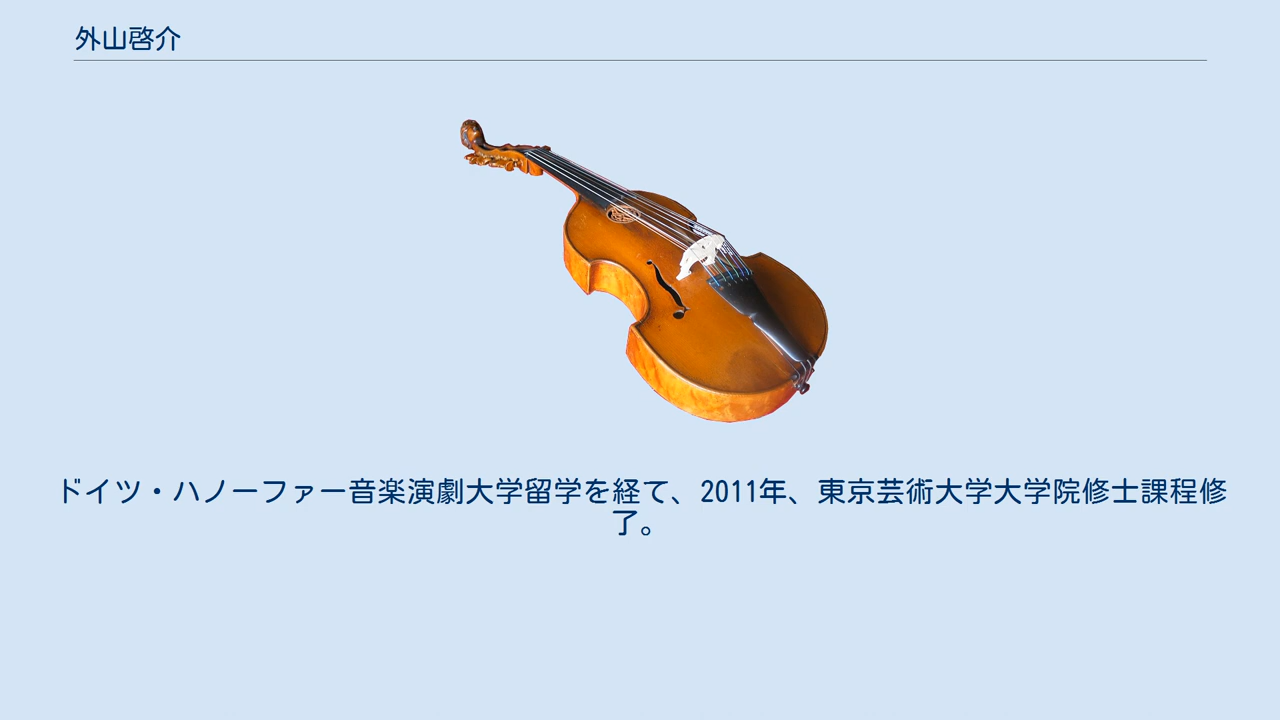 外山啓介
ドイツ・ハノーファー音楽演劇大学留学を経て、2011年、東京芸術大学大学院修士課程修
了。